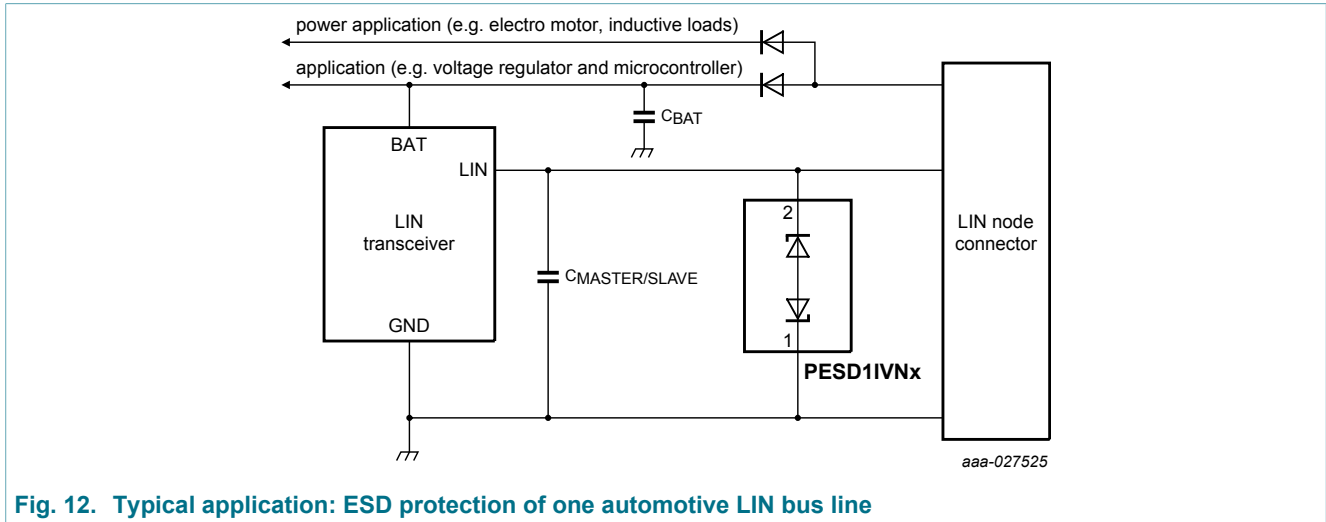 power application (e.g. electro motor, inductive loads)
application (e.g. voltage regulator and microcontroller)
CBAT
BAT
LIN
LIN
transceiver
GND
CMASTER/SLAVE
2
1
PESD1IVNx
LIN node
connector
aaa-027525
Fig. 12. Typical application: ESD protection of one automotive LIN bus line